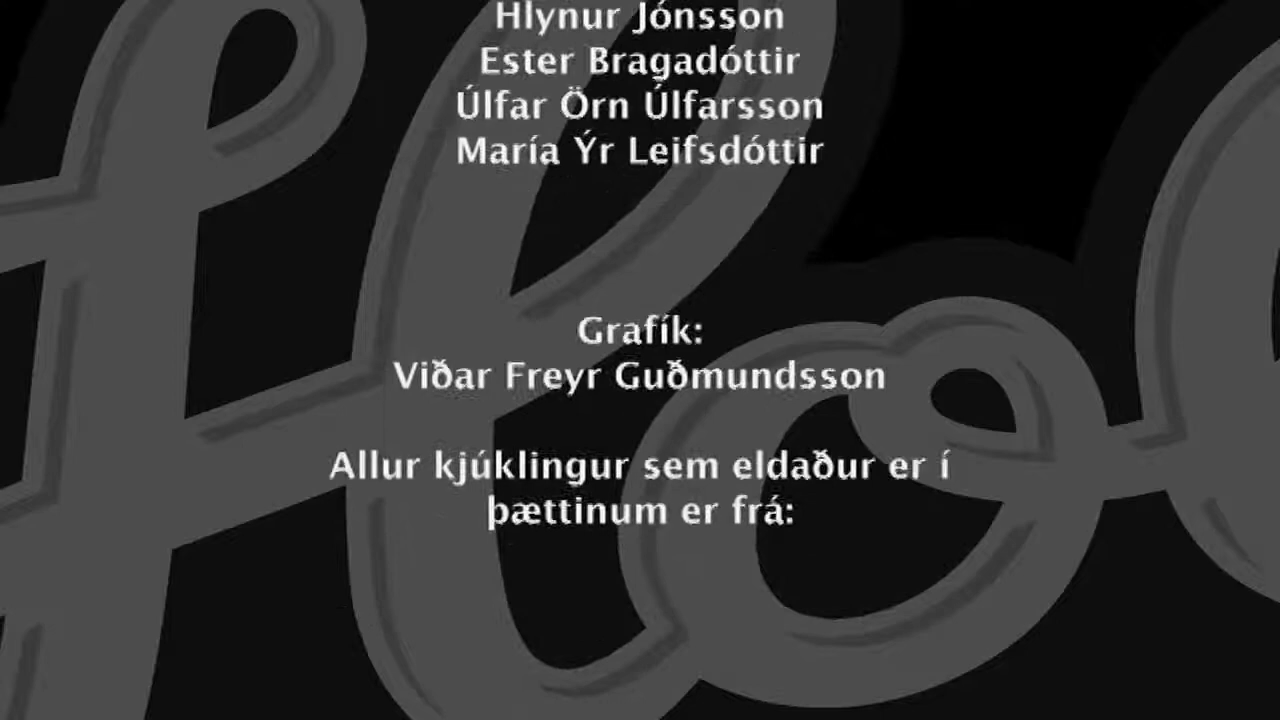 Hlynur Jónsson
Ester Bragadóttir
Úlfar Örn Úlfarsson
María Ýr Leifsdóttir
Grafík:
Viðar Freyr Guðmundsson
Allur kjúklingur sem eldaður er í
þættinum er frá: